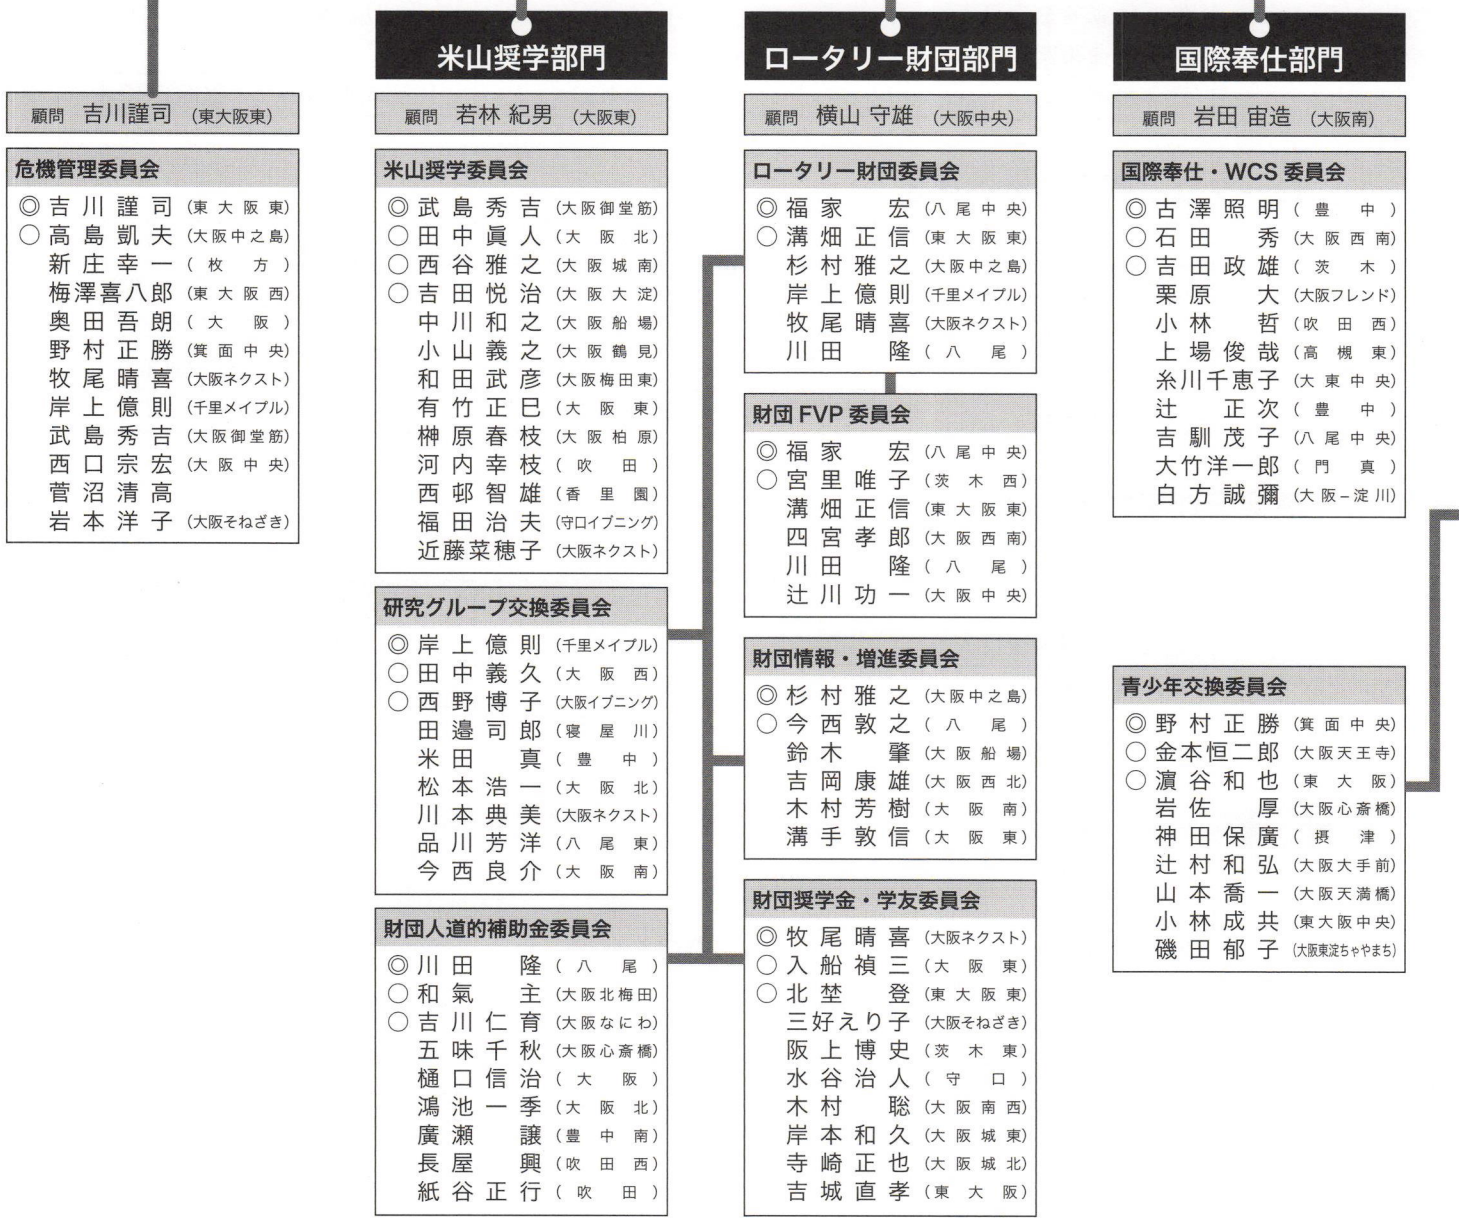 顧問 吉川謹司 （東大阪東）
危機管理委員会
◎吉川謹司（東大阪東）
○高島凱夫（大阪中之島）
新庄幸一（枚方）
梅澤喜八郎（東大阪西）
奥田吾朗（大阪）
野村正勝（箕面中央）
牧尾晴喜（大阪ネクスト）
岸上億則（千里メイプル）
武島秀吉（大阪御堂筋）
西口宗宏（大阪中央）
菅沼清高
岩本洋子（大阪そねざき）
米山奨学部門
顧問 若林 紀男 （大阪東）
米山奨学委員会
◎武島秀吉（大阪御堂筋）
○田中眞人（大阪北）
○西谷雅之（大阪城南）
○吉田悦治（大阪大淀）
中川和之（大阪船場）
小山義之（大阪鶴見）
和田武彦（大阪梅田東）
有竹正巳（大阪東）
榊原春枝（大阪柏原）
河内幸枝（吹田）
西邨智雄（香里園）
福田治夫（守口イブニング）
近藤菜穂子（大阪ネクスト）
研究グループ交換委員会
◎岸上億則（千里メイプル）
○田中義久（大阪西）
○西野博子（大阪イブニング）
田邉司郎（寝屋川）
米田真（豊中）
松本浩一（大阪北）
川本典美（大阪ネクスト）
品川芳洋（八尾東）
今西良介（大阪南）
財団人道的補助金委員会
◎川田隆（八尾）
○和氣主（大阪北梅田）
○吉川仁育（大阪なにわ）
五味千秋（大阪心斎橋）
樋口信治（大阪）
鴻池一季（大阪北）
廣瀬譲（豊中南）
長屋興（吹田西）
紙谷正行（吹田）
ロータリー財団部門
顧問 横山 守雄 （大阪中央）
ロータリー財団委員会
◎福家宏（八尾中央）
○溝畑正信（東大阪東）
杉村雅之（大阪中之島）
岸上億則（千里メイプル）
牧尾晴喜（大阪ネクスト）
川田隆（八尾）
財団 FVP 委員会
◎福家宏（八尾中央）
○宮里唯子（茨木西）
溝畑正信（東大阪東）
四宮孝郎（大阪西南）
川田隆（八尾）
辻川功一（大阪中央）
財団情報・増進委員会
◎杉村雅之（大阪中之島）
○今西敦之（八尾）
鈴木肇（大阪船場）
吉岡康雄（大阪西北）
木村芳樹（大阪南）
溝手敦信（大阪東）
財団奨学金・学友委員会
◎牧尾晴喜（大阪ネクスト）
○入船禎三（大阪東）
○北埜登（東大阪東）
三好えり子（大阪そねざき）
阪上博史（茨木東）
水谷治人（守口）
木村聡（大阪南西）
岸本和久（大阪城東）
寺崎正也（大阪城北）
吉城直孝（東大阪）
国際奉仕部門
顧問 岩田 宙造 （大阪南）
国際奉仕・WCS 委員会
◎古澤照明（豊中）
○石田秀（大阪西南）
○吉田政雄（茨木）
栗原大（大阪フレンド）
小林哲（吹田西）
上場俊哉（高槻東）
糸川千恵子（大東中央）
辻正次（豊中）
吉馴茂子（八尾中央）
大竹洋一郎（門真）
白方誠彌（大阪−淀川）
青少年交換委員会
◎野村正勝（箕面中央）
○金本恒二郎（大阪天王寺）
○濵谷和也（東大阪）
岩佐厚（大阪心斎橋）
神田保廣（摂津）
辻村和弘（大阪大手前）
山本喬一（大阪天満橋）
小林成共（東大阪中央）
磯田郁子（大阪東淀ちゃやまち）